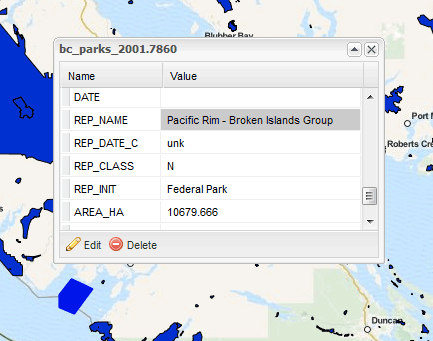 Blubber Bay
bc_parks_2001.7860
Name Value
DATE
REP_NAME Pacific Rim - Broken Islands Group
REP_DATE_C unk
REP_CLASS N
REP_INIT Federal Park
AREA_HA 10679.666
Edit Delete
Port M
Roberts Cre
Duncan